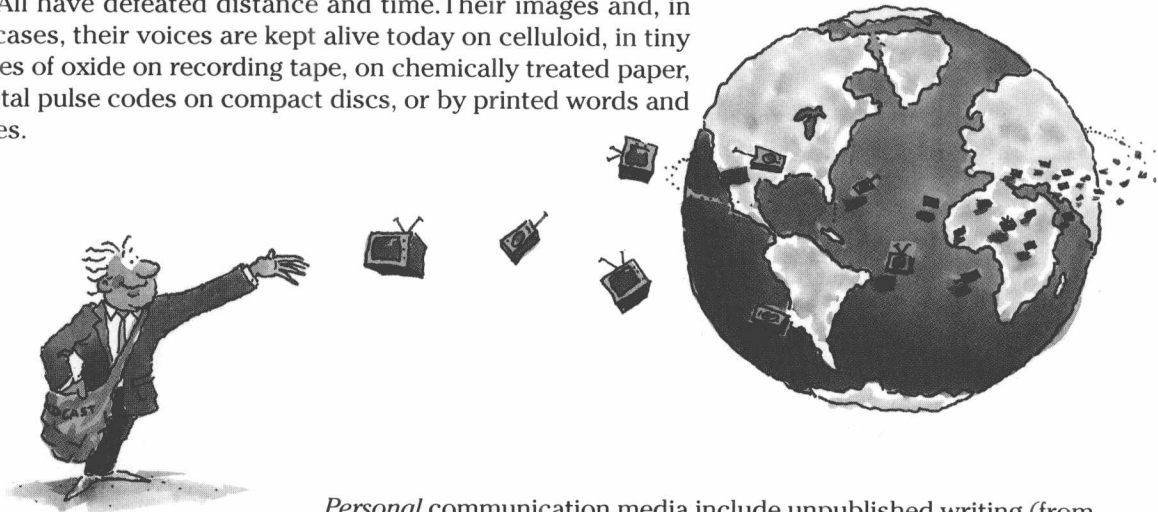 All have defeated distance and time. Their images and, in
cases, their voices are kept alive today on celluloid, in tiny
es of oxide on recording tape, on chemically treated paper,
tal pulse codes on compact discs, or by printed words and
es.
CAST
Personal communication media include unpublished writing (from